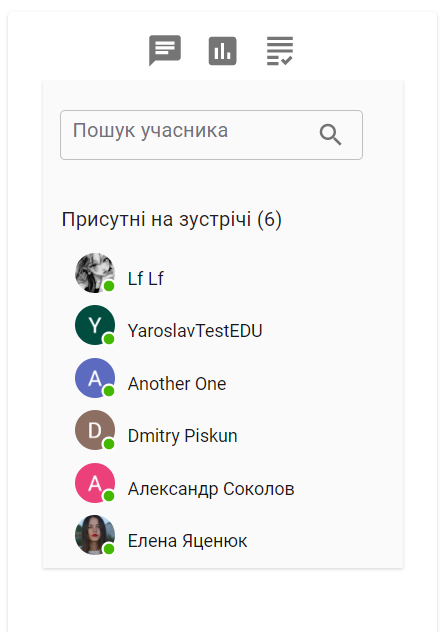 Пошук учасника
Присутні на зустрічі (6)
Lf Lf
Y YaroslavTestEDU
A Another One
D Dmitry Piskun
А Александр Соколов
Елена Яценюк